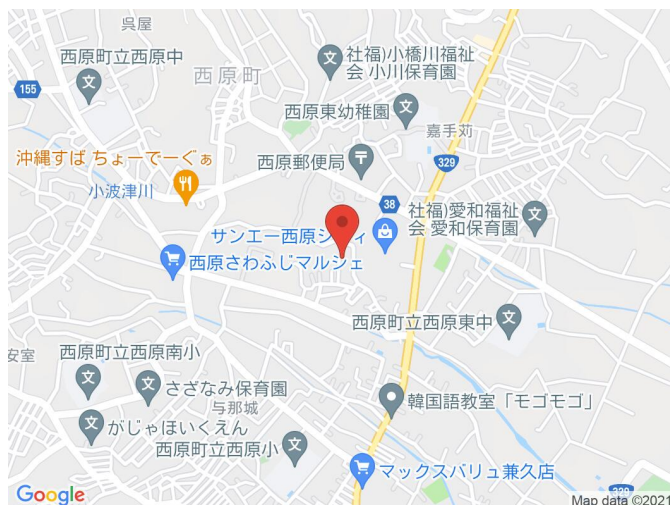 呉屋
西原町立西原中
155
西原町
社福)小橋川福祉
会 小川保育園
西原東幼稚園
嘉手苅
329
沖縄すば ちょーてーぐぁ
西原郵便局
小波津川
38
社福)愛和福祉
会 愛和保育園
サンエー西原シティ
西原さわふじマルシェ
西原町立西原東中
安室
西原町立西原南小
さざなみ保育園
与那城
韓国語教室「モゴモゴ」
がじゃほいくえん
西原町立西原小
マックスバリュ兼久店
329
Google
Map data ©2021